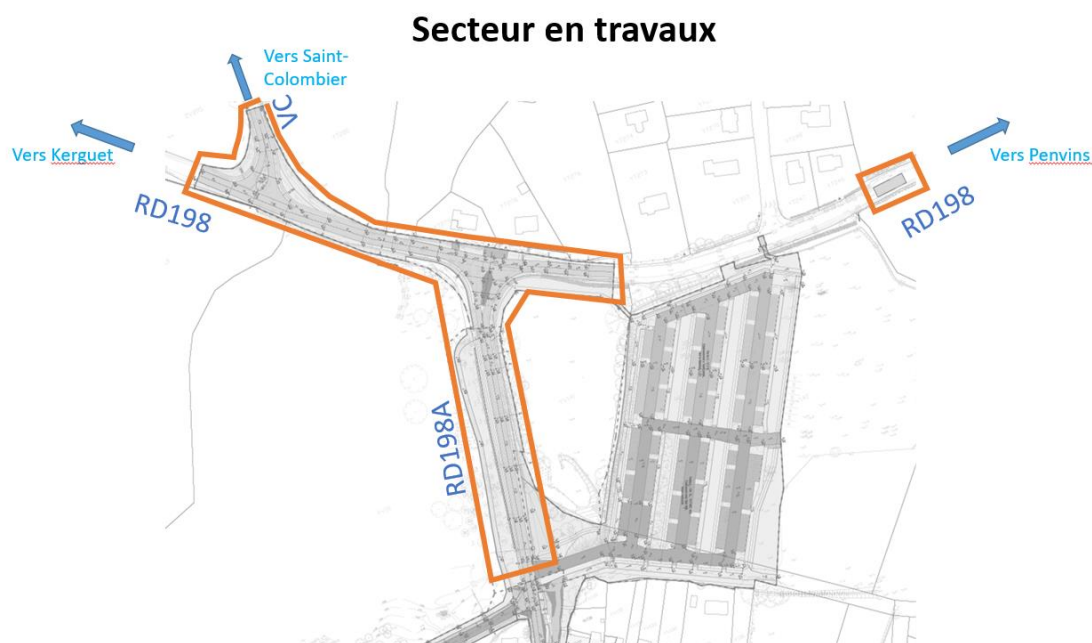 Secteur en travaux
Vers Saint-
Colombier
VC
Vers Kerguet
Vers Penvins
RD198
RD198
RD198A